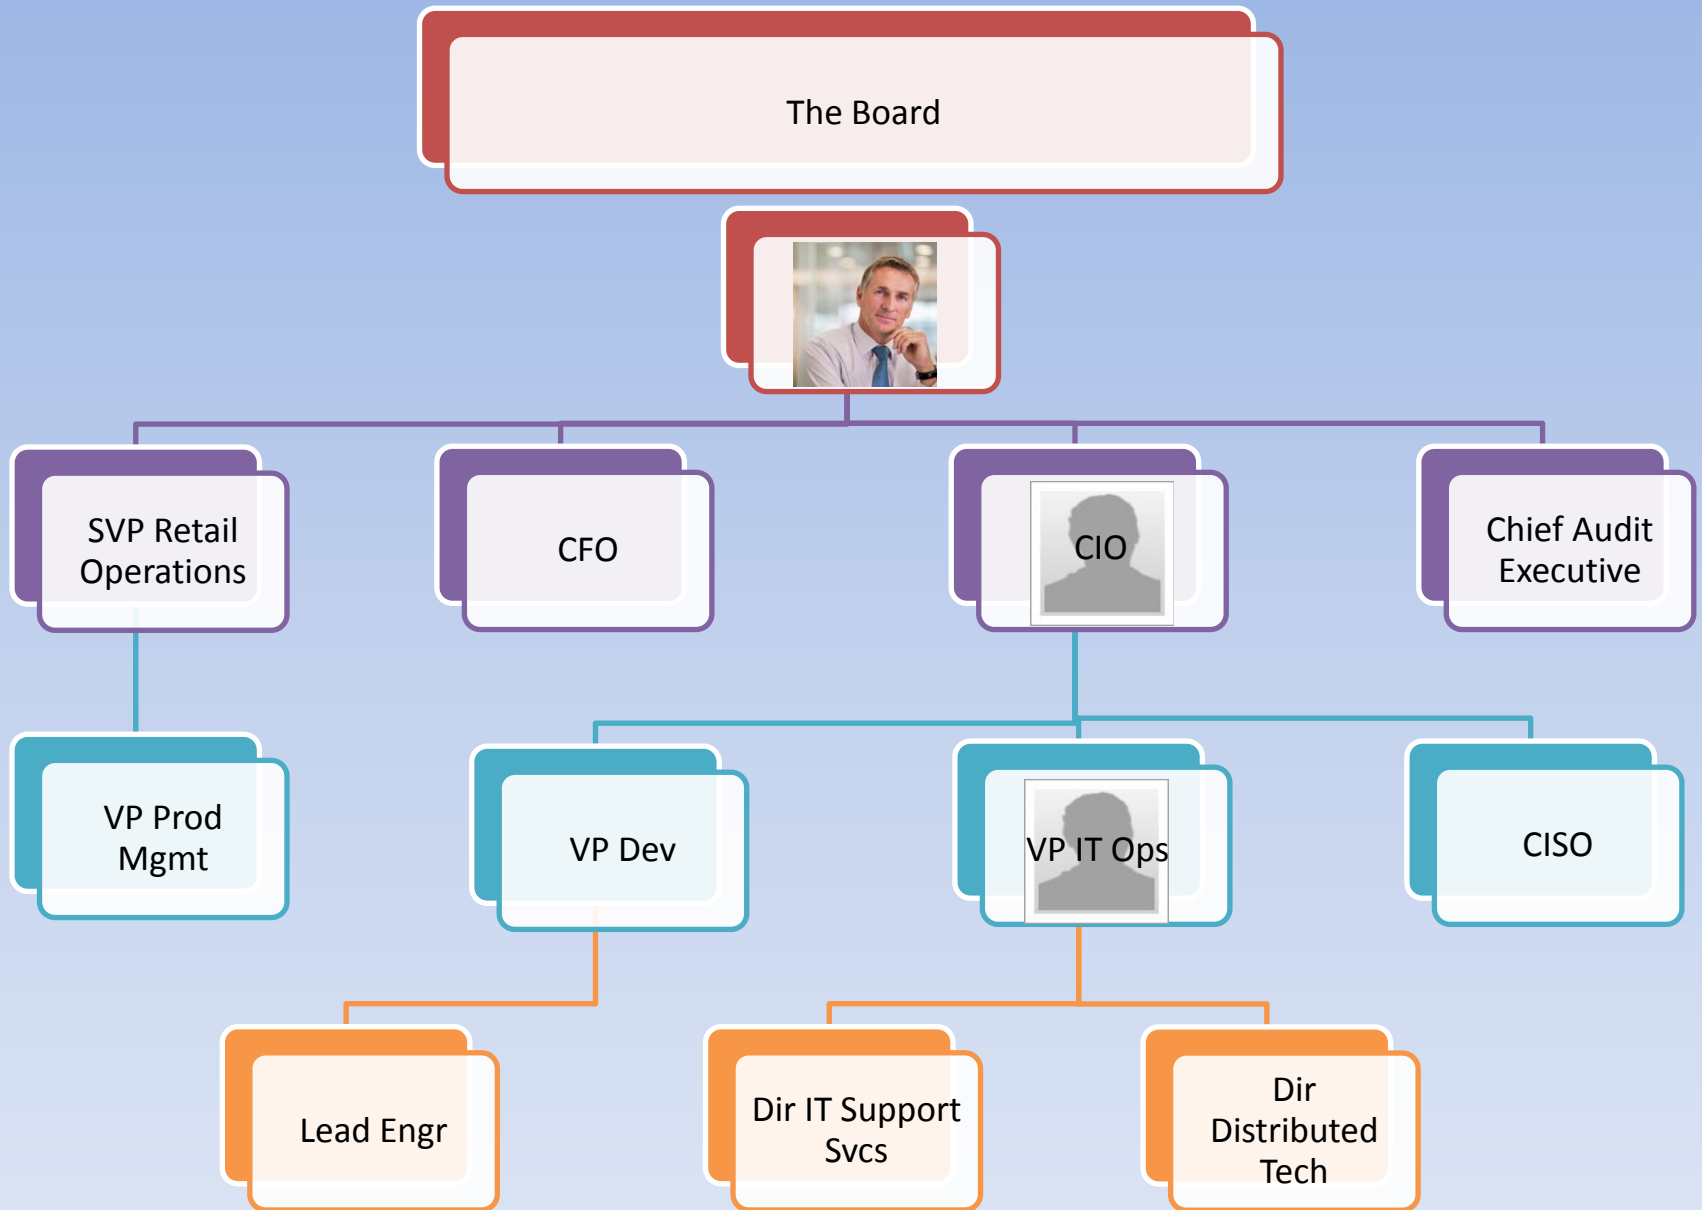 The Board
SVP Retail
Operations
CFO
CIO
Chief Audit
Executive
VP Prod
Mgmt
VP Dev
VP IT Ops
CISO
Lead Engr
Dir IT Support
Svcs
Dir
Distributed
Tech